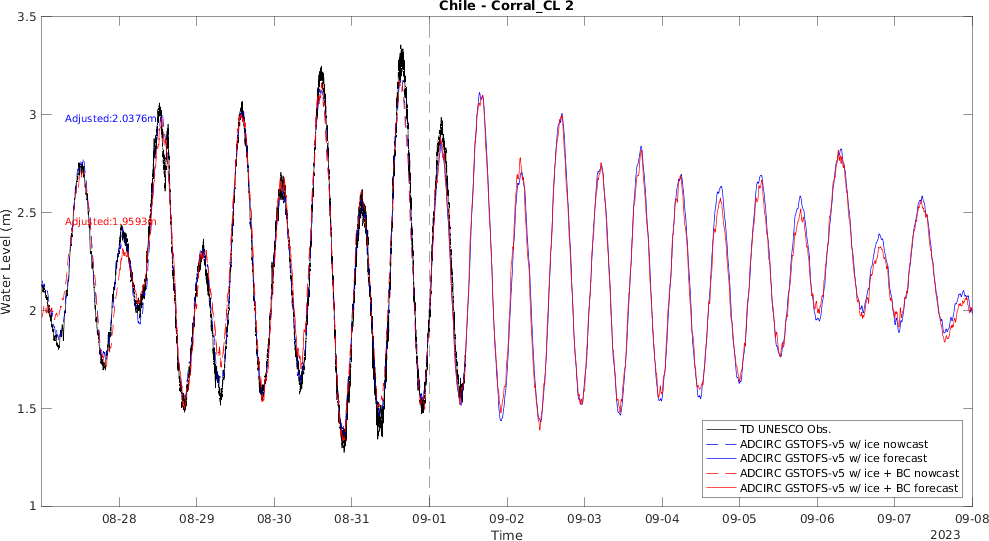 Chile - Corral_CL 2
3.5
3
2.5
2
1.5
1
Water Level (m)
Adjusted:2.0376m
Adjusted:1.9593m
TD UNESCO Obs.
ADCIRC GSTOFS-v5 w/ ice nowcast
ADCIRC GSTOFS-v5 w/ ice forecast
ADCIRC GSTOFS-v5 w/ ice + BC nowcast
ADCIRC GSTOFS-v5 w/ ice + BC forecast
08-28 08-29 08-30 08-31 09-01 09-02 09-03 09-04 09-05 09-06 09-07 09-08
Time
2023